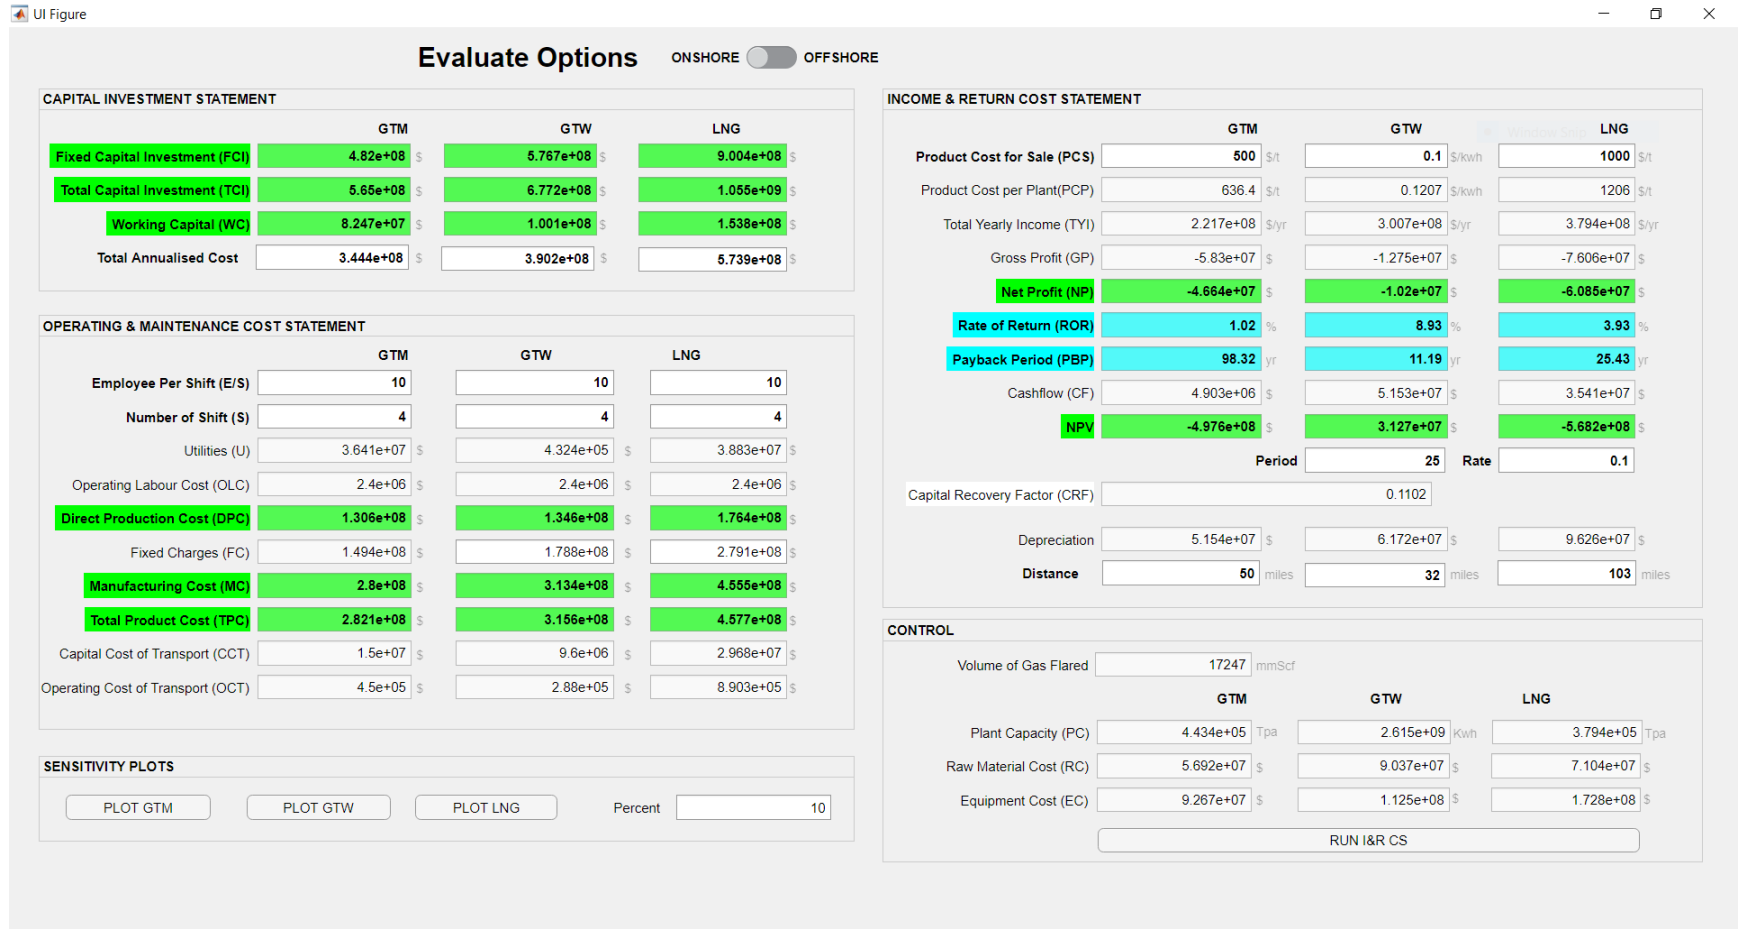 UI Figure
Evaluate Options ONSHORE OFFSHORE
CAPITAL INVESTMENT STATEMENT
GTM GTW LNG
Fixed Capital Investment (FCI) 4.82e+08 $ 5.767e+08 $ 9.004e+08 $
Total Capital Investment (TCI) 5.65e+08 $ 6.772e+08 $ 1.055e+09 $
Working Capital (WC) 8.247e+07 $ 1.001e+08 $ 1.538e+08 $
Total Annualised Cost 3.444e+08 $ 3.902e+08 $ 5.739e+08 $
OPERATING & MAINTENANCE COST STATEMENT
GTM GTW LNG
Employee Per Shift (E/S) 10 10 10
Number of Shift (S) 4 4 4
Utilities (U) 3.641e+07 $ 4.324e+05 $ 3.883e+07 $
Operating Labour Cost (OLC) 2.4e+06 $ 2.4e+06 $ 2.4e+06 $
Direct Production Cost (DPC) 1.306e+08 $ 1.346e+08 $ 1.764e+08 $
Fixed Charges (FC) 1.494e+08 $ 1.788e+08 $ 2.791e+08 $
Manufacturing Cost (MC) 2.8e+08 $ 3.134e+08 $ 4.555e+08 $
Total Product Cost (TPC) 2.821e+08 $ 3.156e+08 $ 4.577e+08 $
Capital Cost of Transport (CCT) 1.5e+07 $ 9.6e+06 $ 2.968e+07 $
Operating Cost of Transport (OCT) 4.5e+05 $ 2.88e+05 $ 8.903e+05 $
SENSITIVITY PLOTS
PLOT GTM PLOT GTW PLOT LNG Percent 10
INCOME & RETURN COST STATEMENT
GTM GTW LNG
Product Cost for Sale (PCS) 500 $/t 0.1 $/kwh 1000 $/t
Product Cost per Plant(PCP) 636.4 $/t 0.1207 $/kwh 1206 $/t
Total Yearly Income (TYI) 2.217e+08 $/yr 3.007e+08 $/yr 3.794e+08 $/yr
Gross Profit (GP) -5.83e+07 $ -1.275e+07 $ -7.606e+07 $
Net Profit (NP) -4.664e+07 $ -1.02e+07 $ -6.085e+07 $
Rate of Return (ROR) 1.02 % 8.93 % 3.93 %
Payback Period (PBP) 98.32 yr 11.19 yr 25.43 yr
Cashflow (CF) 4.903e+06 $ 5.153e+07 $ 3.541e+07 $
NPV -4.976e+08 $ 3.127e+07 $ -5.682e+08 $
Period 25 Rate 0.1
Capital Recovery Factor (CRF) 0.1102
Depreciation 5.154e+07 $ 6.172e+07 $ 9.626e+07 $
Distance 50 miles 32 miles 103 miles
CONTROL
Volume of Gas Flared 17247 mmScf
GTM GTW LNG
Plant Capacity (PC) 4.434e+05 Tpa 2.615e+09 Kwh 3.794e+05 Tpa
Raw Material Cost (RC) 5.692e+07 $ 9.037e+07 $ 7.104e+07 $
Equipment Cost (EC) 9.267e+07 $ 1.125e+08 $ 1.728e+08 $
RUN I&R CS